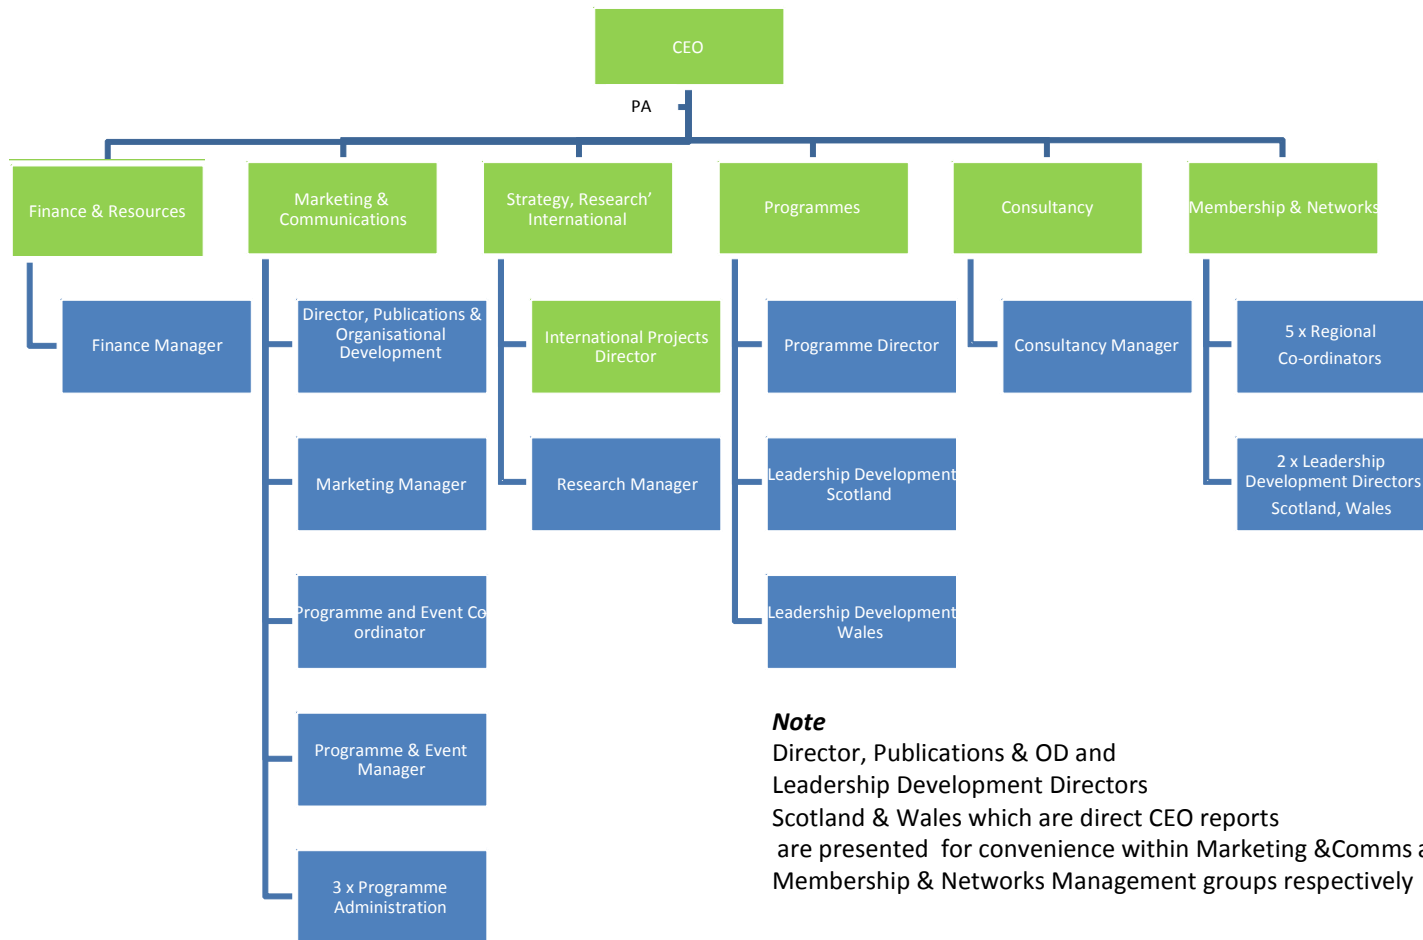 CEO
PA
Finance & Resources
Marketing &
Communications
Strategy, Research’
International
Programmes
Consultancy
Membership & Networks
Finance Manager
Director, Publications &
Organisational
Development
International Projects
Director
Programme Director
Consultancy Manager
5 x Regional
Co-ordinators
Marketing Manager
Research Manager
Leadership Development
Scotland
2 x Leadership
Development Directors
Scotland, Wales
Programme and Event Co-
ordinator
Leadership Development
Wales
Programme & Event
Manager
3 x Programme
Administration
Note
Director, Publications & OD and
Leadership Development Directors
Scotland & Wales which are direct CEO reports
are presented for convenience within Marketing &Comms
Membership & Networks Management groups respectively